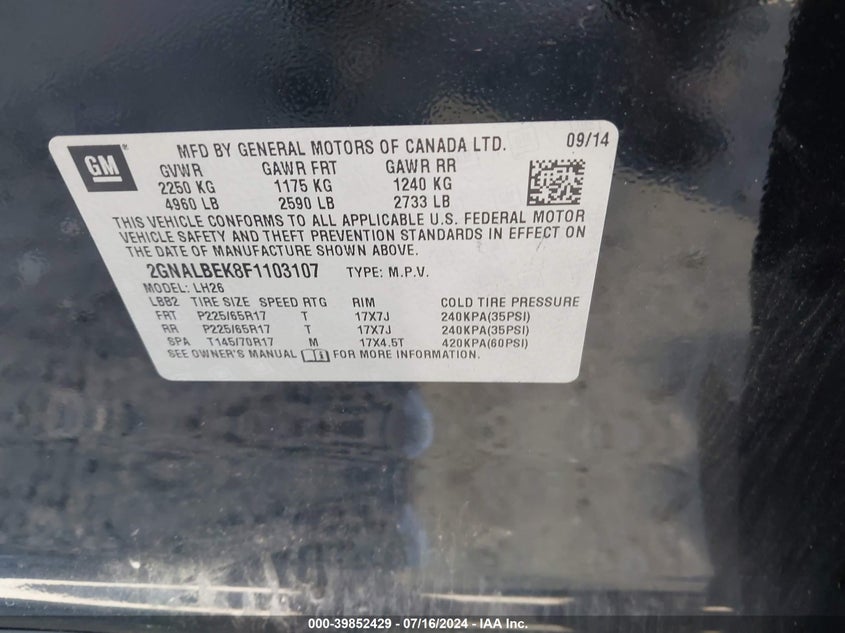 GM
MFD BY GENERAL MOTORS OF CANADA LTD. 09/14
GVWR GAWR FRT GAWR RR
2250 KG 1175 KG 1240 KG
4960 LB 2590 LB 2733 LB
THIS VEHICLE CONFORMS TO ALL APPLICABLE U.S. FEDERAL MOTOR
VEHICLE SAFETY AND THEFT PREVENTION STANDARDS IN EFFECT ON
THE DATE OF MANUFACTURE SHOWN ABOVE.
2GNALBEK8F1103107 TYPE: M.P.V.
MODEL: LH26
LBB2 TIRE SIZE SPEED RTG RIM COLD TIRE PRESSURE
FRT P225/65R17 T 17X7J 240KPA(35PSI)
RR P225/65R17 T 17X7J 240KPA(35PSI)
SPA T145/70R17 M 17X4.5T 420KPA(60PSI)
SEE OWNER'S MANUAL FOR MORE INFORMATION.
000-39852429 - 07/16/2024 - IAA Inc.